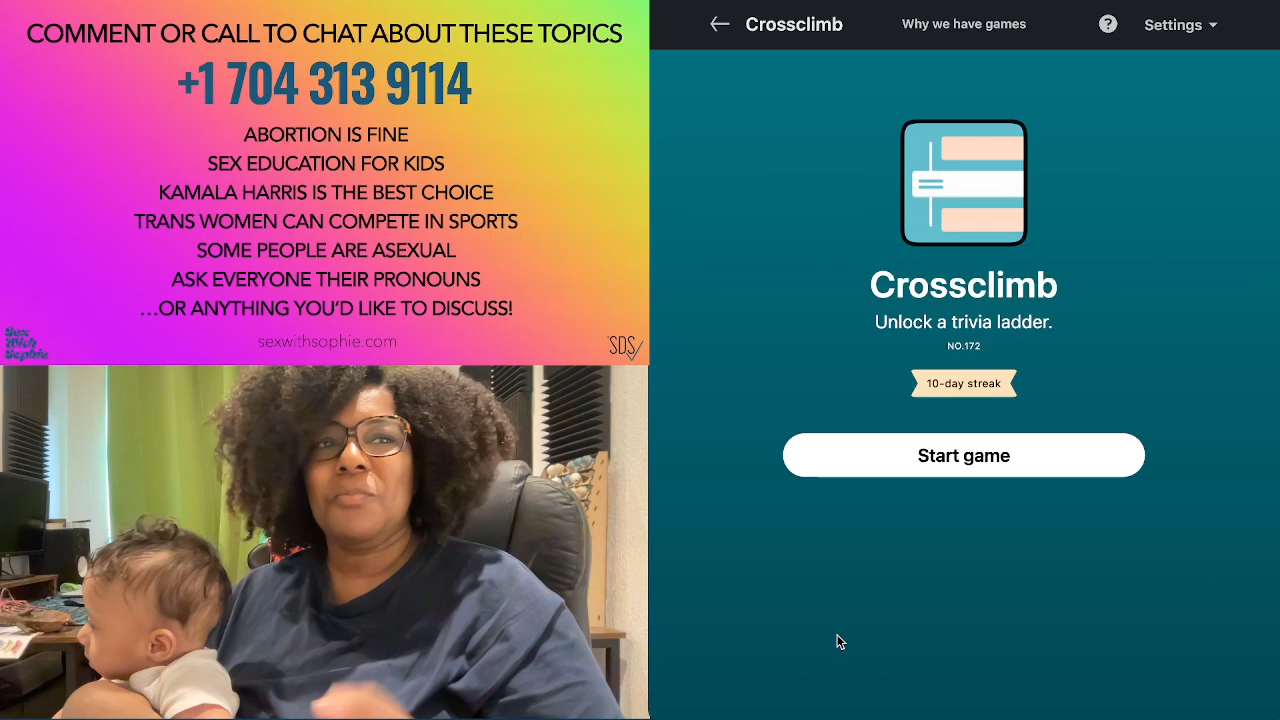 COMMENT OR CALL TO CHAT ABOUT THESE TOPICS
+1 704 313 9114
ABORTION IS FINE
SEX EDUCATION FOR KIDS
KAMALA HARRIS IS THE BEST CHOICE
TRANS WOMEN CAN COMPETE IN SPORTS
SOME PEOPLE ARE ASEXUAL
ASK EVERYONE THEIR PRONOUNS
...OR ANYTHING YOU'D LIKE TO DISCUSS!
sexwithsophie.com
Sex
With
Sophie
SDS
Crossclimb
Why we have games
?
Settings
Crossclimb
Unlock a trivia ladder.
NO.172
10-day streak
Start game